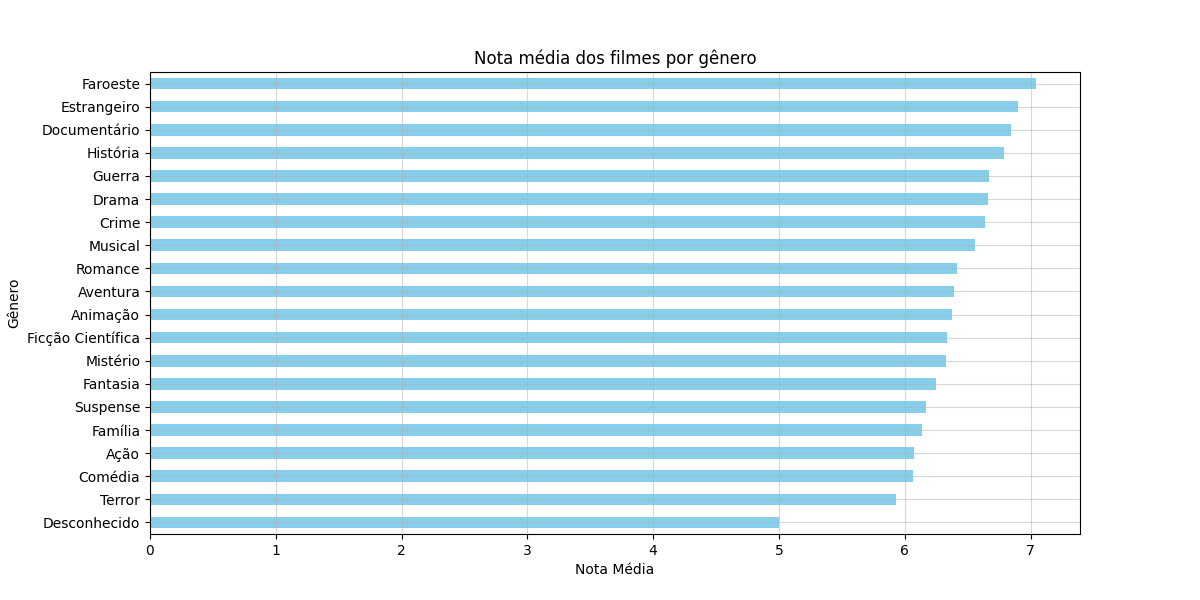 Nota média dos filmes por gênero
Faroeste
Estrangeiro
Documentário
História
Guerra
Drama
Crime
Musical
Romance
Aventura
Animação
Ficção Científica
Mistério
Fantasia
Suspense
Família
Ação
Comédia
Terror
Desconhecido
Gênero
0 1 2 3 4 5 6 7
Nota Média